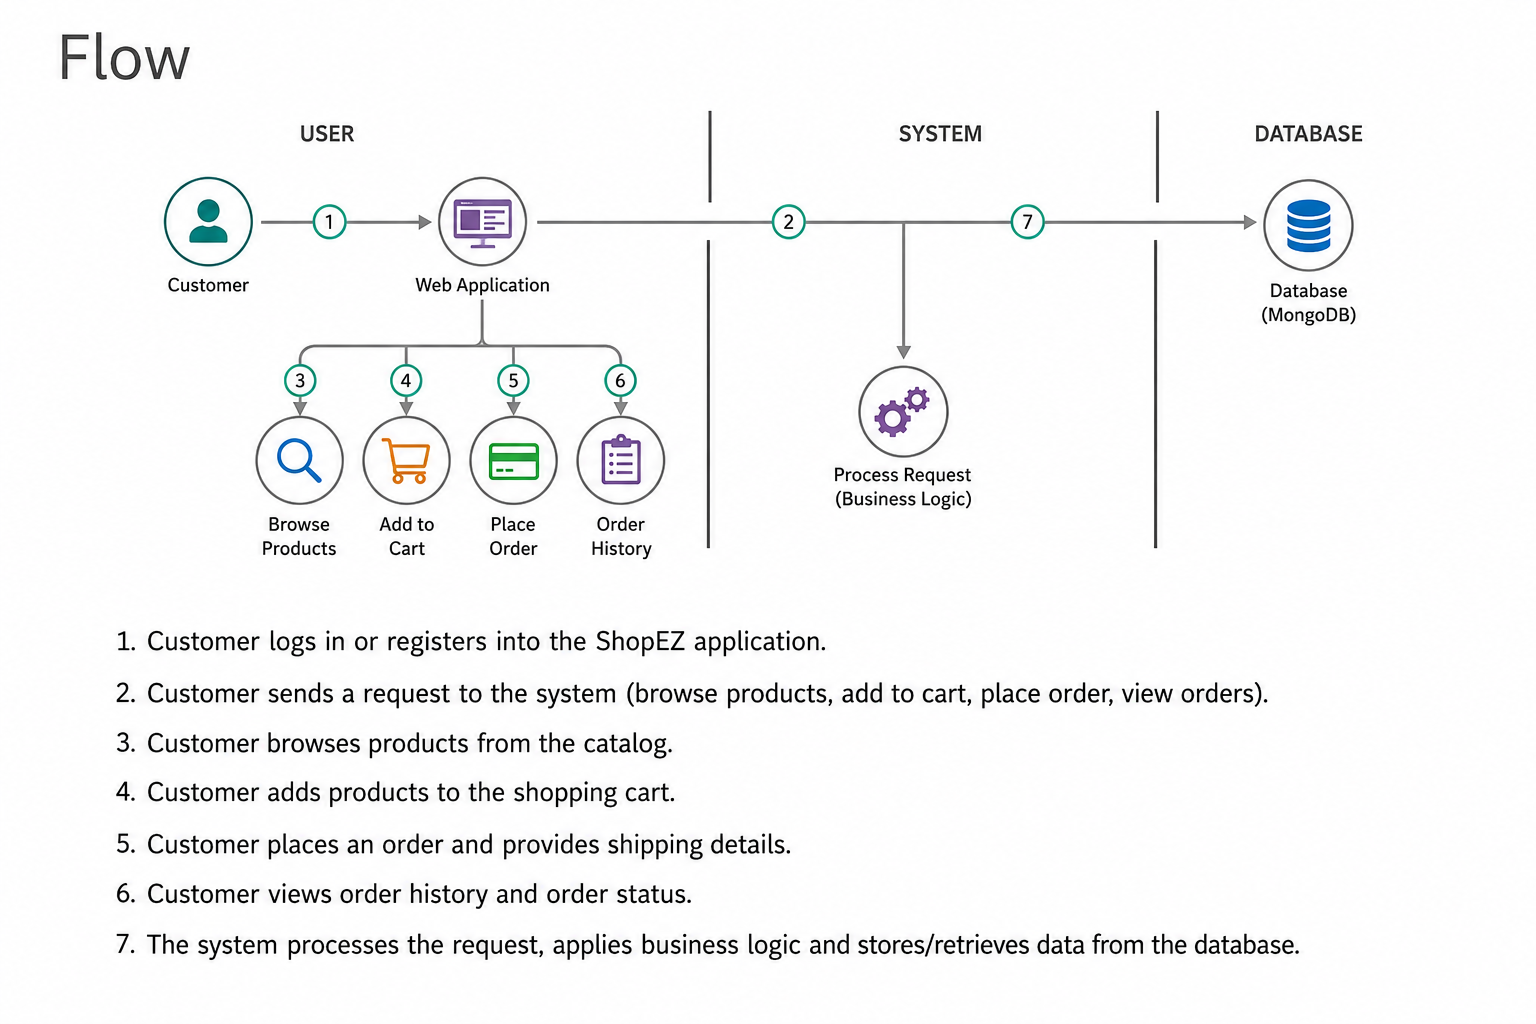 Flow
USER
SYSTEM
DATABASE
1
2
7
Customer
Web Application
Database
(MongoDB)
3
4
5
6
Process Request
(Business Logic)
Browse
Products
Add to
Cart
Place
Order
Order
History
1. Customer logs in or registers into the ShopEZ application.
2. Customer sends a request to the system (browse products, add to cart, place order, view orders).
3. Customer browses products from the catalog.
4. Customer adds products to the shopping cart.
5. Customer places an order and provides shipping details.
6. Customer views order history and order status.
7. The system processes the request, applies business logic and stores/retrieves data from the database.